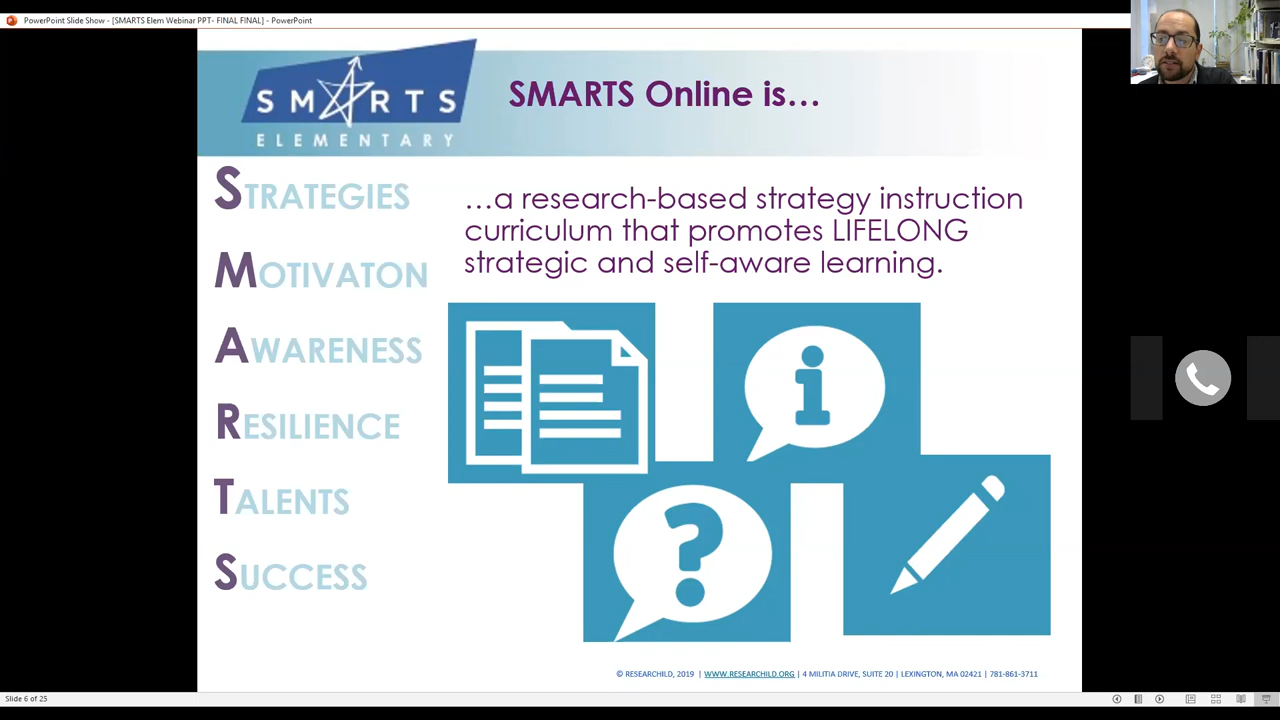 PowerPoint Slide Show - [SMARTS Elem Webinar PPT- FINAL FINAL] - PowerPoint
SMARTS
ELEMENTARY
SMARTS Online is...
STRATEGIES
MOTIVATON
AWARENESS
RESILIENCE
TALENTS
SUCCESS
...a research-based strategy instruction
curriculum that promotes LIFELONG
strategic and self-aware learning.
i
?
© RESEARCHILD, 2019 | WWW.RESEARCHILD.ORG | 4 MILITIA DRIVE, SUITE 20 | LEXINGTON, MA 02421 | 781-861-3711
Slide 6 of 25